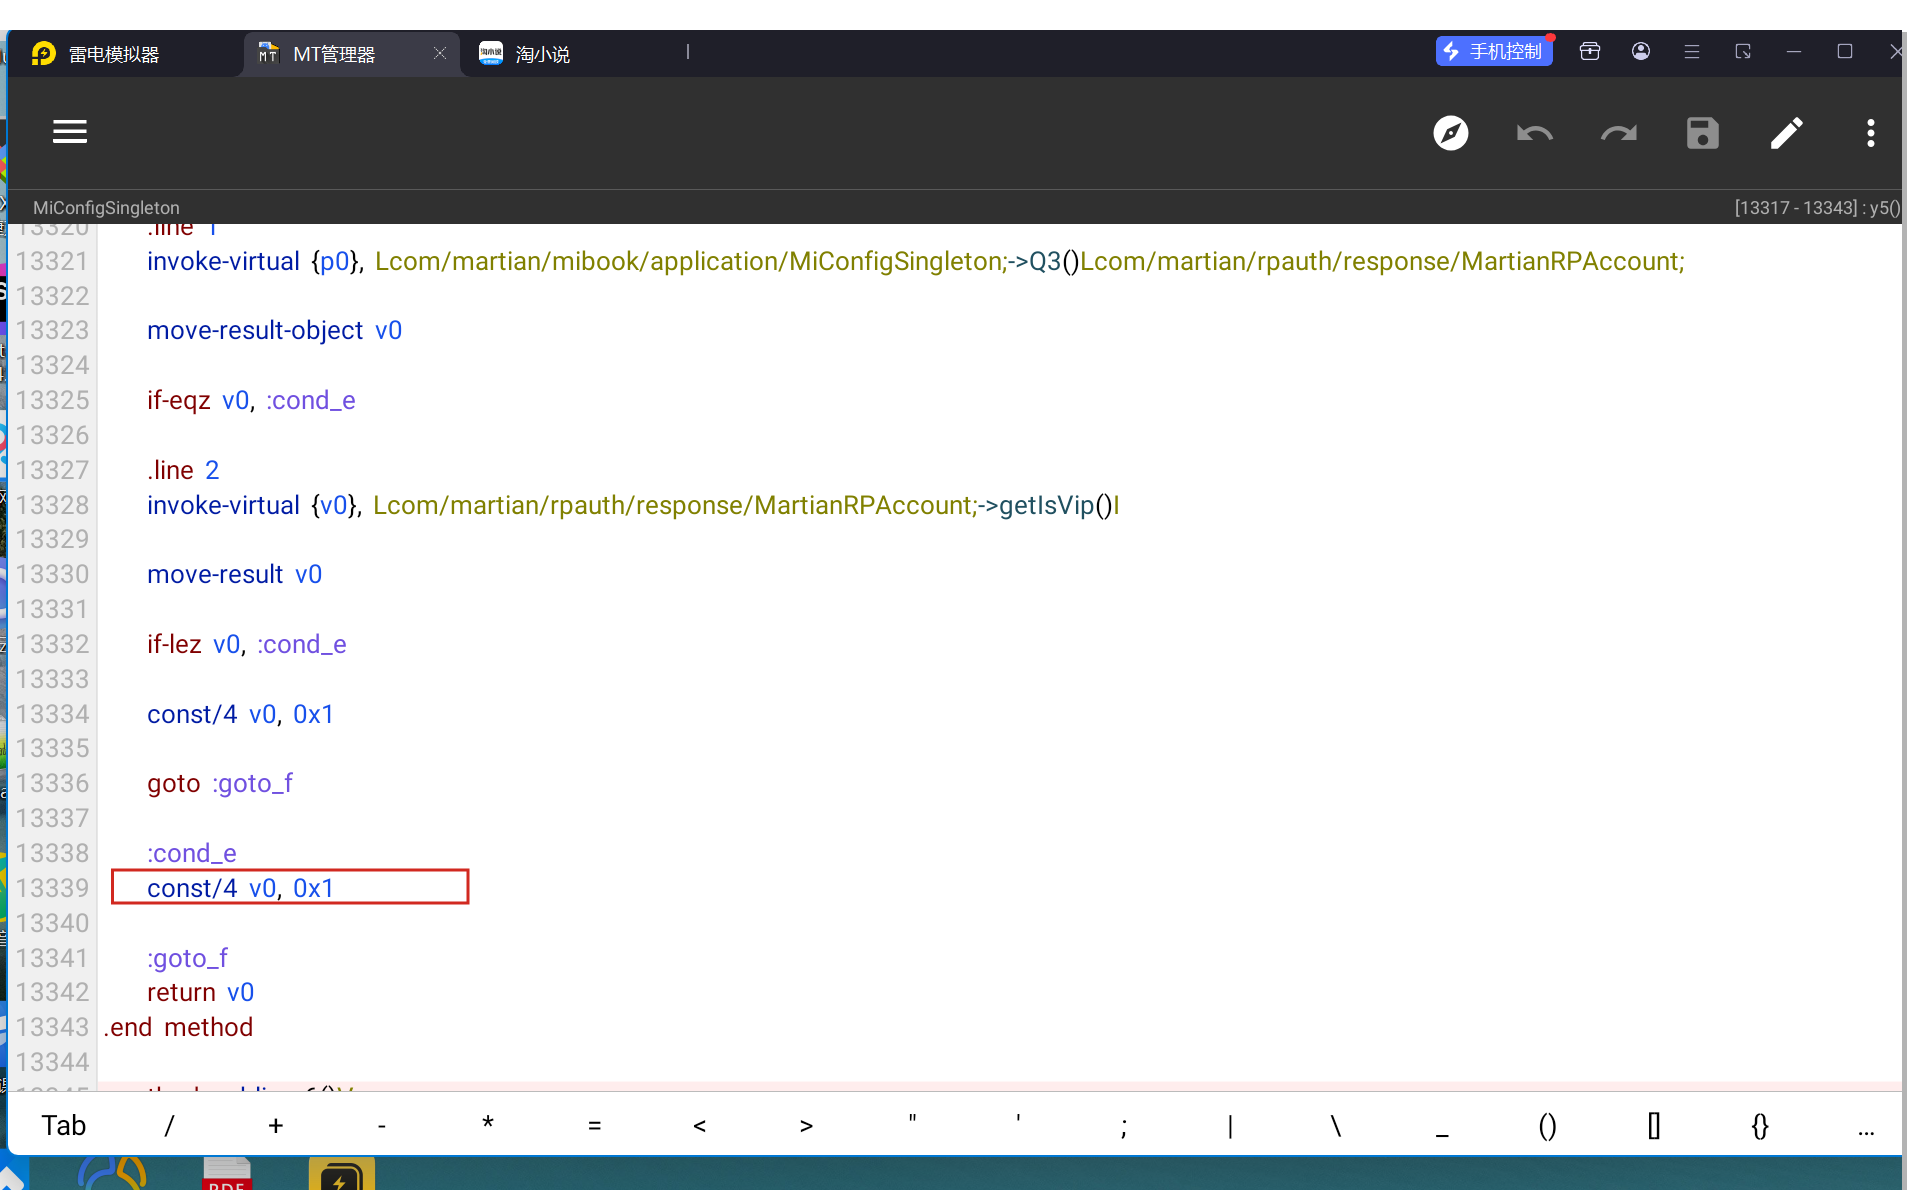 雷电模拟器
MT管理器
淘小说
手机控制
MiConfigSingleton
[13317 - 13343] : y5()
13320 .line 1
13321 invoke-virtual {p0}, Lcom/martian/mibook/application/MiConfigSingleton;->Q3()Lcom/martian/rpauth/response/MartianRPAccount;
13322
13323 move-result-object v0
13324
13325 if-eqz v0, :cond_e
13326
13327 .line 2
13328 invoke-virtual {v0}, Lcom/martian/rpauth/response/MartianRPAccount;->getIsVip()I
13329
13330 move-result v0
13331
13332 if-lez v0, :cond_e
13333
13334 const/4 v0, 0x1
13335
13336 goto :goto_f
13337
13338 :cond_e
13339 const/4 v0, 0x1
13340
13341 :goto_f
13342 return v0
13343 .end method
13344
Tab / + - * = < > " ' ; | \ _ () [] {} ...
PDF